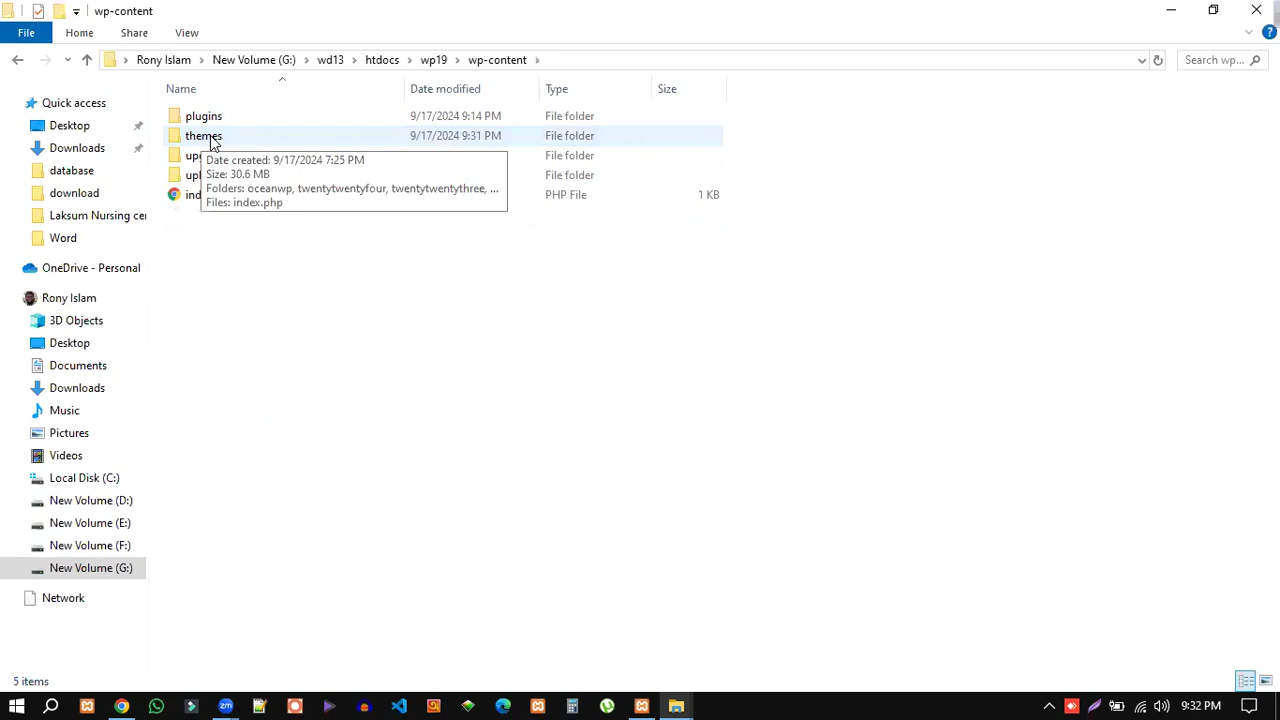 wp-content
File
Home
Share
View
Rony Islam
New Volume (G:)
wd13
htdocs
wp19
wp-content
Search wp...
Name
Date modified
Type
Size
plugins
9/17/2024 9:14 PM
File folder
themes
9/17/2024 9:31 PM
File folder
File folder
File folder
PHP File
1 KB
Date created: 9/17/2024 7:25 PM
Size: 30.6 MB
Folders: oceanwp, twentytwentyfour, twentytwentythree, ...
Files: index.php
Quick access
Desktop
Downloads
database
download
Laksum Nursing cer
Word
OneDrive - Personal
Rony Islam
3D Objects
Desktop
Documents
Downloads
Music
Pictures
Videos
Local Disk (C:)
New Volume (D:)
New Volume (E:)
New Volume (F:)
New Volume (G:)
Network
5 items
zm
9:32 PM